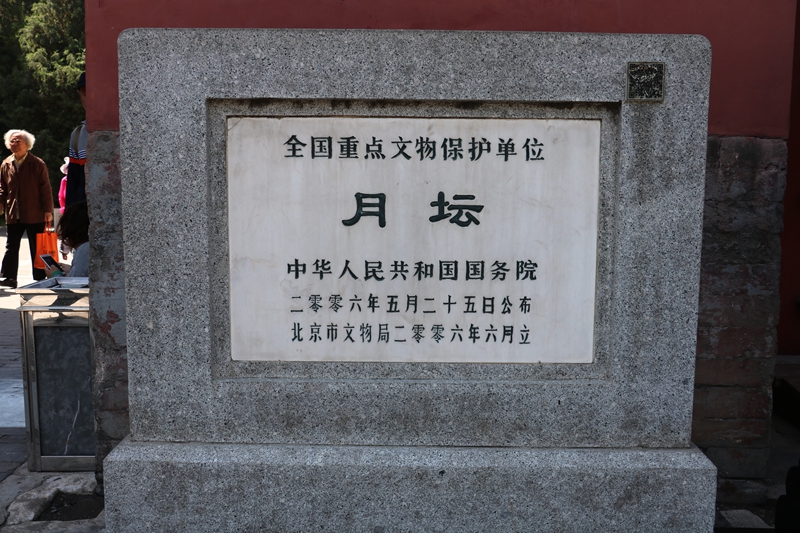 全国重点文物保护单位
月坛
中华人民共和国国务院
二零零六年五月二十五日公布
北京市文物局二零零六年六月立